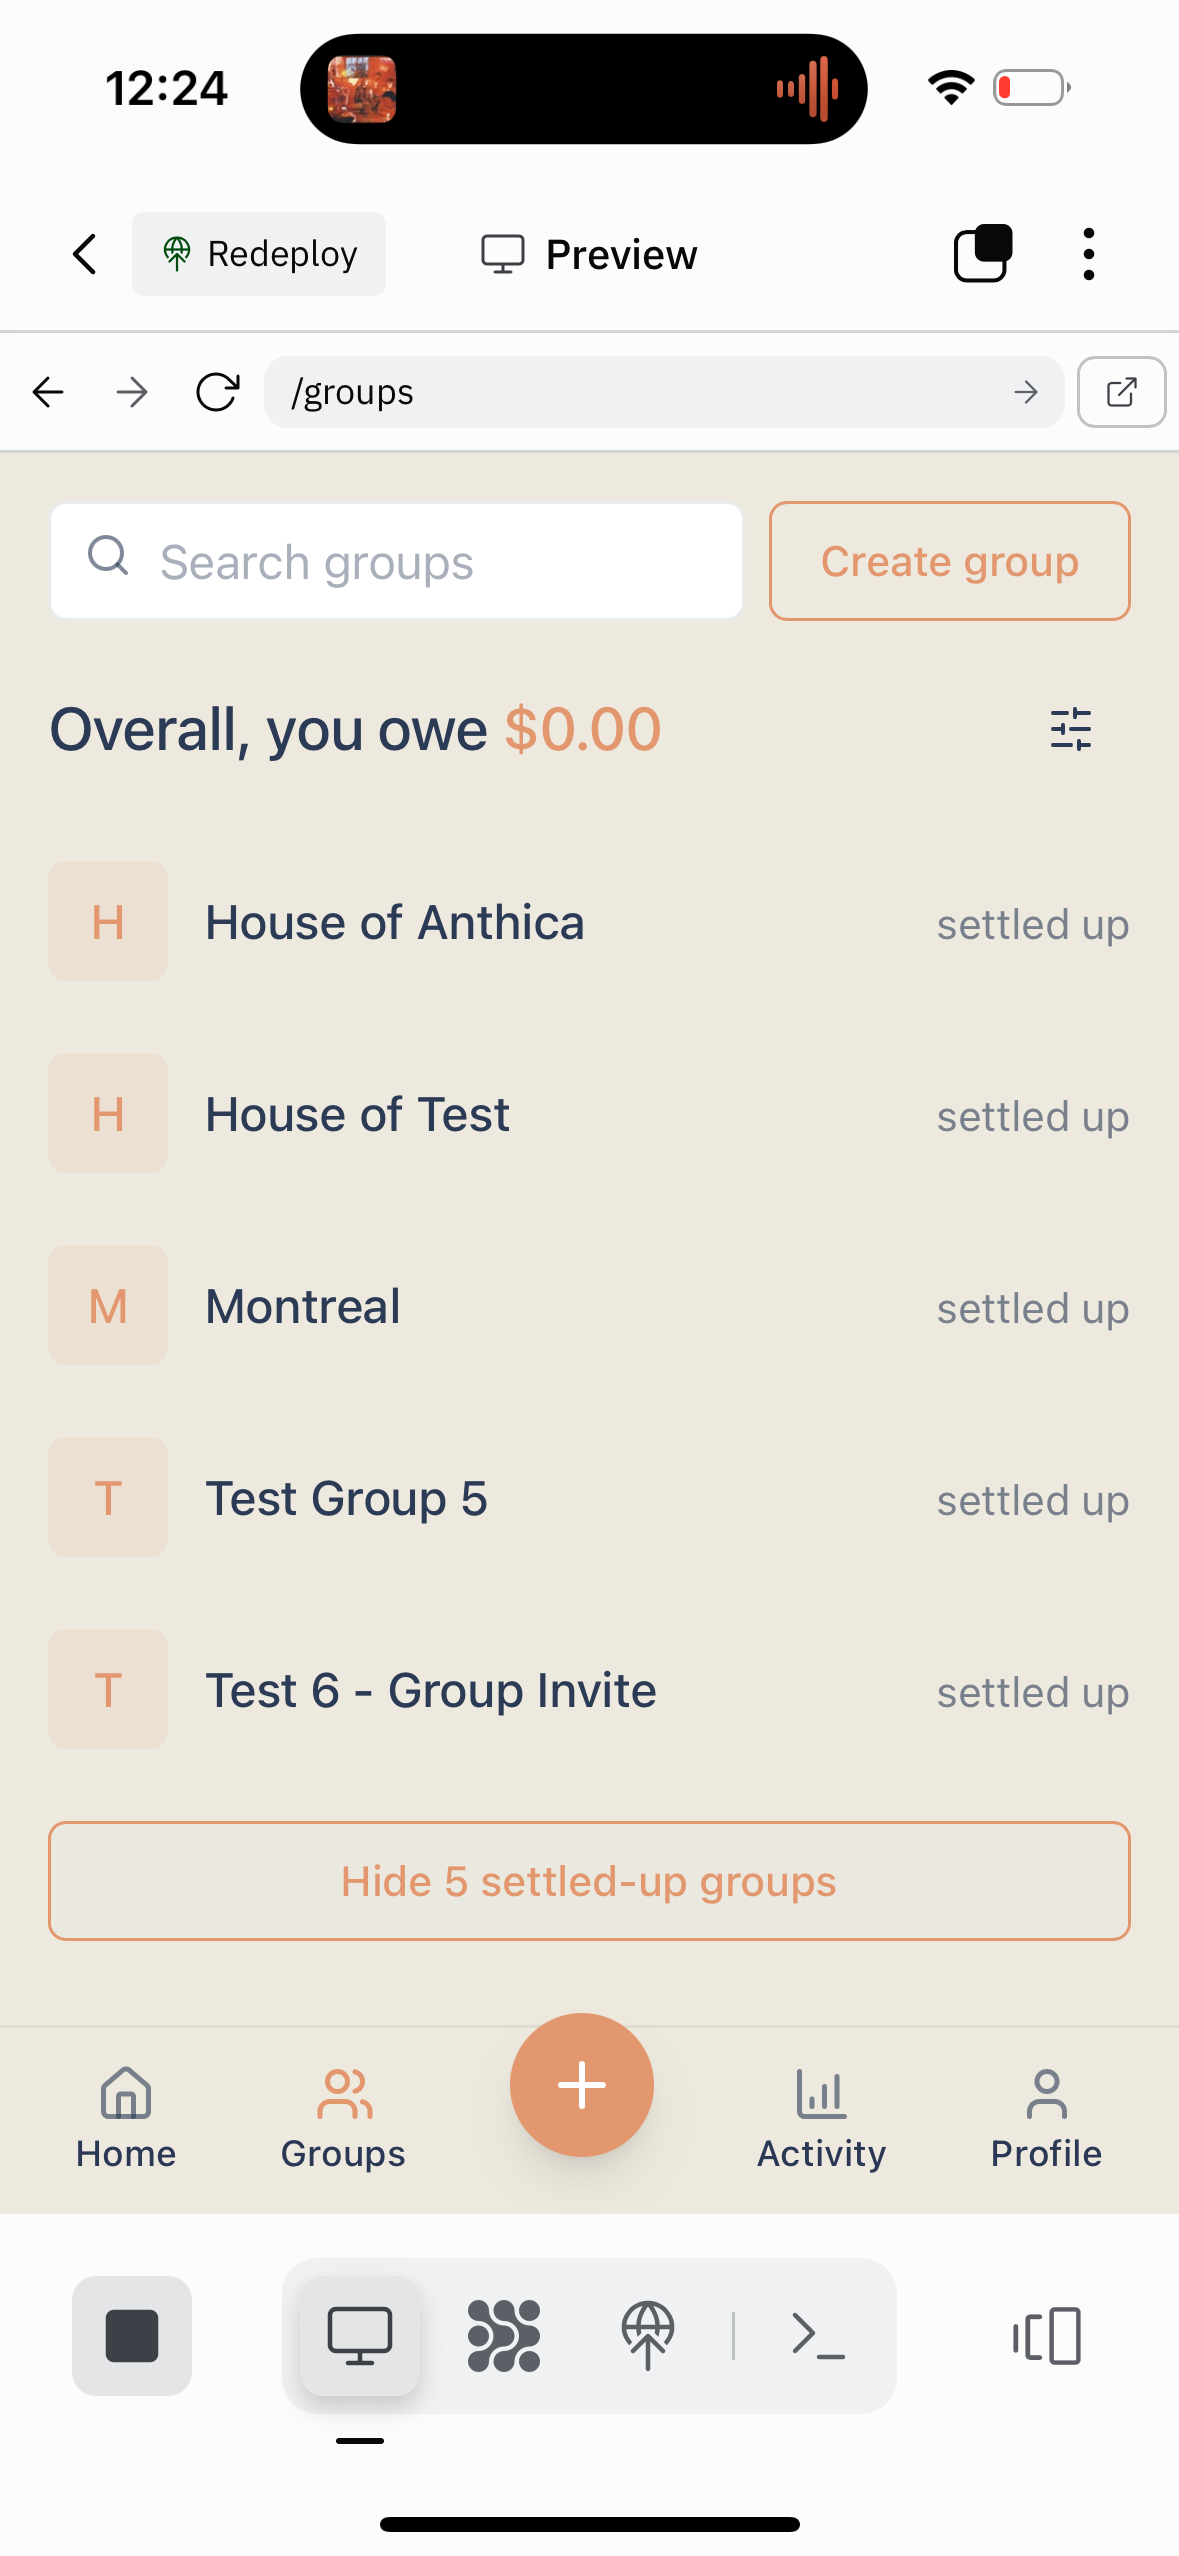 12:24
Redeploy
Preview
/groups
Search groups
Create group
Overall, you owe $0.00
H
House of Anthica
settled up
H
House of Test
settled up
M
Montreal
settled up
T
Test Group 5
settled up
T
Test 6 - Group Invite
settled up
Hide 5 settled-up groups
Home
Groups
Activity
Profile